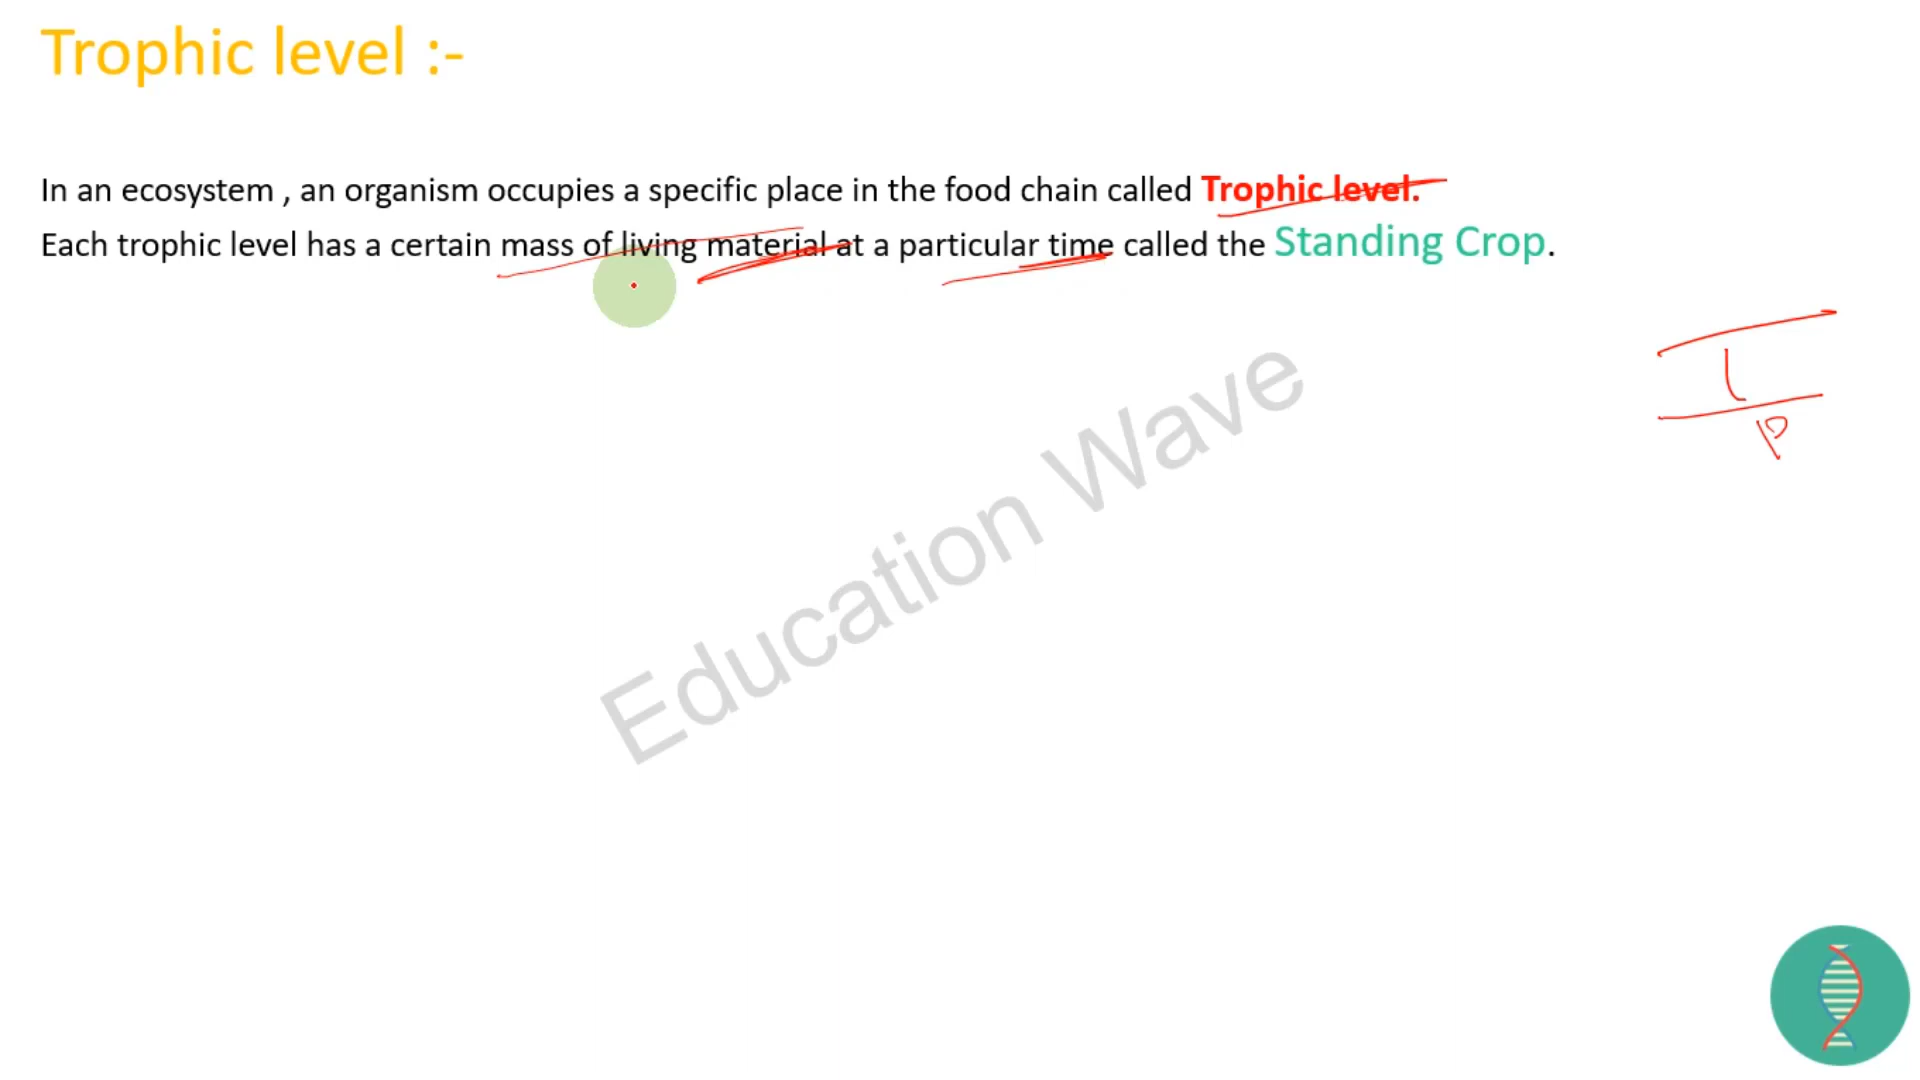 Trophic level :-
In an ecosystem , an organism occupies a specific place in the food chain called Trophic level.
Each trophic level has a certain mass of living material at a particular time called the Standing Crop.
Education Wave